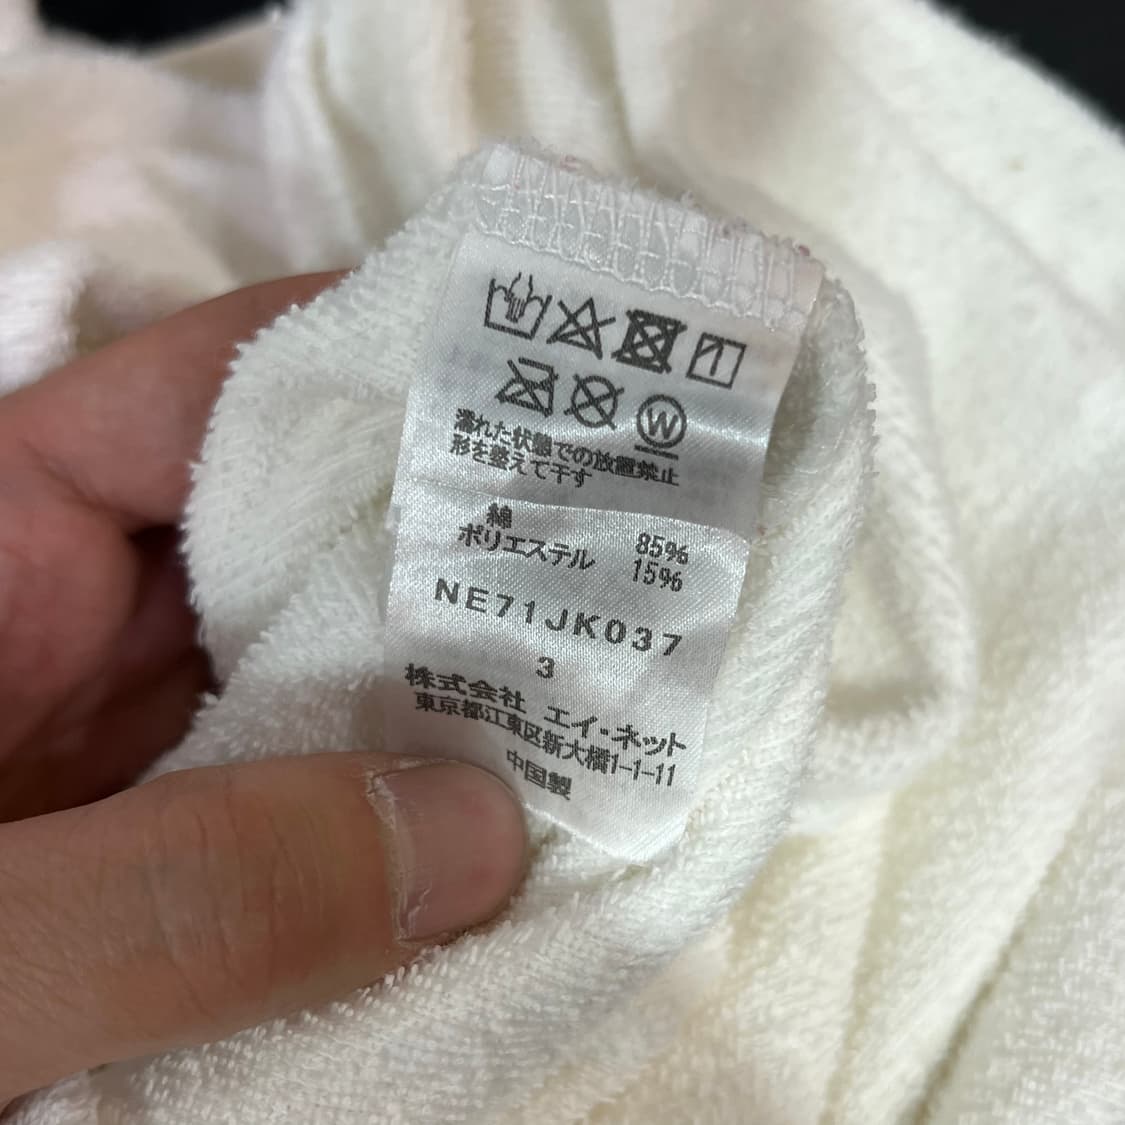 W
濡れた状態での放置禁止
形を整えて干す
綿 85%
ポリエステル 15%
NE71JK037
3
株式会社 エイ・ネット
東京都江東区新大橋1-1-11
中国製